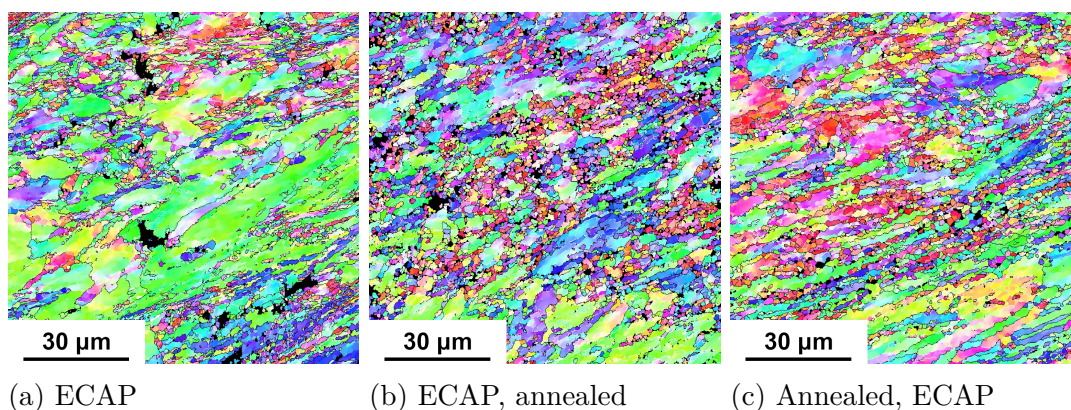 30 µm 30 µm 30 µm
(a) ECAP (b) ECAP, annealed (c) Annealed, ECAP